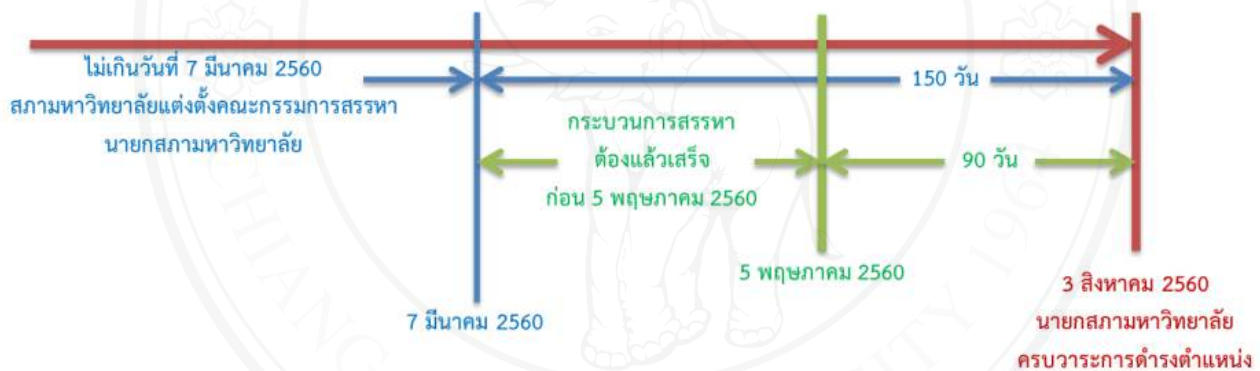 ไม่เกินวันที่ 7 มีนาคม 2560
สภามหาวิทยาลัยแต่งตั้งคณะกรรมการสรรหา
นายกสภามหาวิทยาลัย
150 วัน
กระบวนการสรรหา
ต้องแล้วเสร็จ
ก่อน 5 พฤษภาคม 2560
90 วัน
7 มีนาคม 2560
5 พฤษภาคม 2560
3 สิงหาคม 2560
นายกสภามหาวิทยาลัย
ครบวาระการดำรงตำแหน่ง
CHIANG
SITY 1964